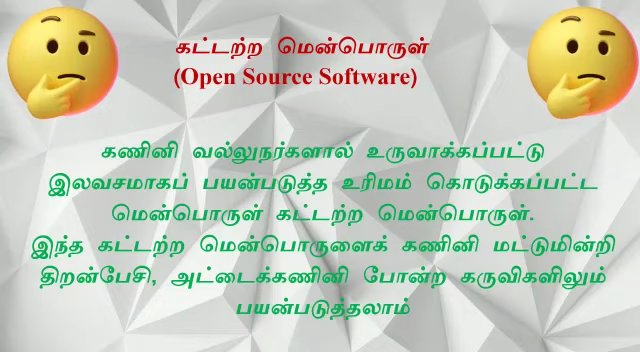 கட்டற்ற மென்பொருள்
(Open Source Software)
கணினி வல்லுநர்களால் உருவாக்கப்பட்டு
இலவசமாகப் பயன்படுத்த உரிமம் கொடுக்கப்பட்ட
மென்பொருள் கட்டற்ற மென்பொருள்.
இந்த கட்டற்ற மென்பொருளைக் கணினி மட்டுமின்றி
திறன்பேசி, அட்டைக்கணினி போன்ற கருவிகளிலும்
பயன்படுத்தலாம்